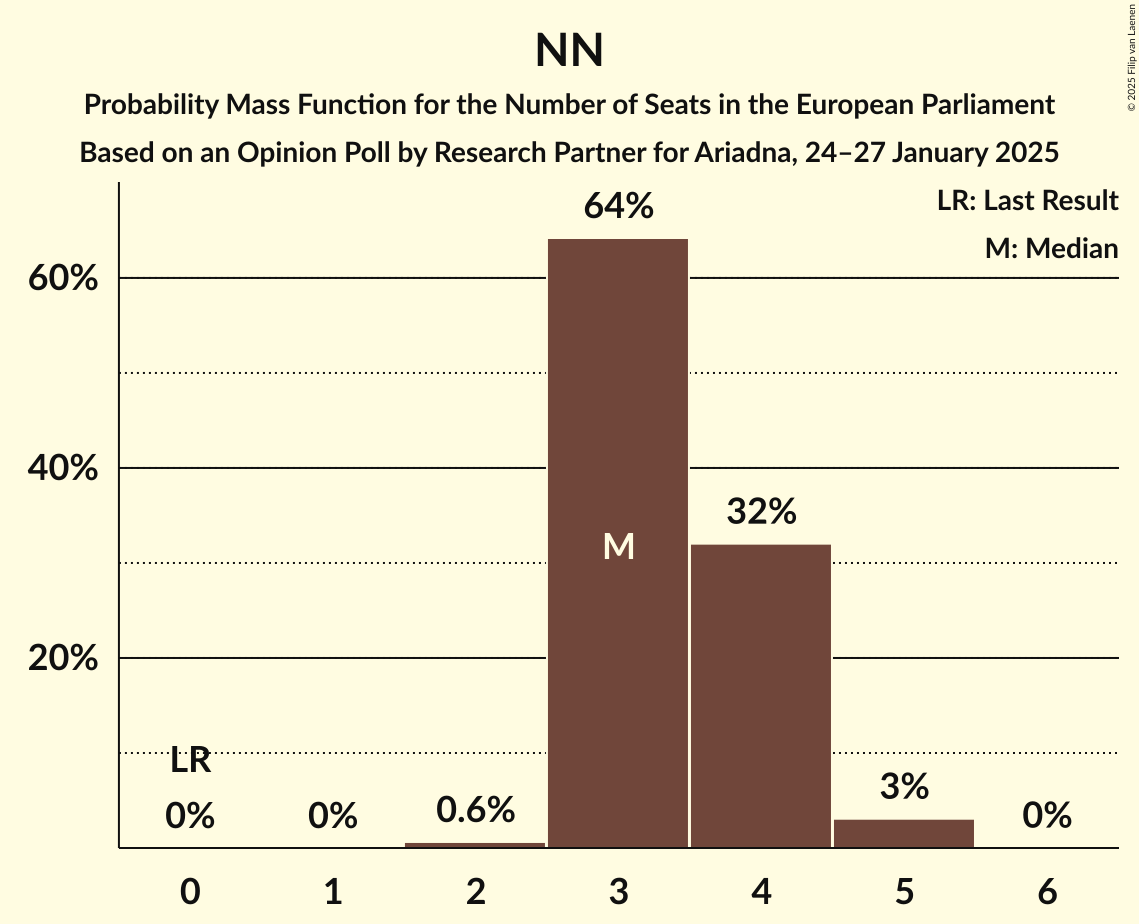 NN
Probability Mass Function for the Number of Seats in the European Parliament
Based on an Opinion Poll by Research Partner for Ariadna, 24–27 January 2025
© 2025 Filip van Laenen
LR: Last Result
M: Median
64%
60%
40%
32%
M
20%
LR
0%
0%
0.6%
3%
0%
0
1
2
3
4
5
6